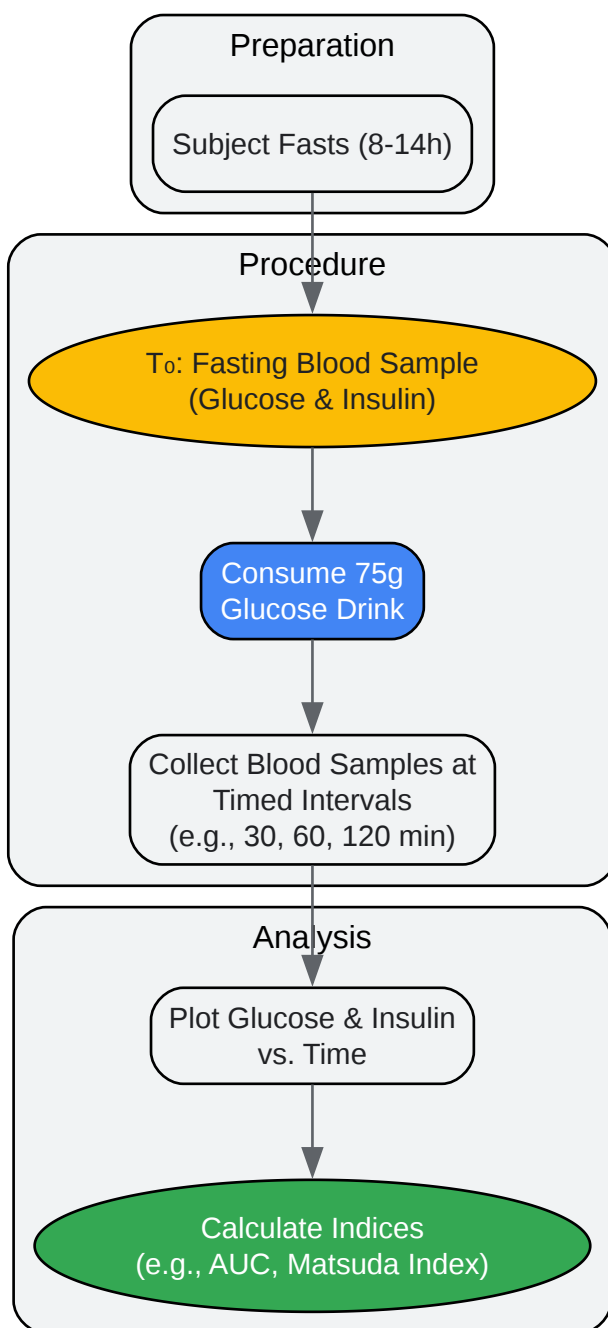 Preparation
Subject Fasts (8-14h)
Procedure
T₀: Fasting Blood Sample
(Glucose & Insulin)
Consume 75g
Glucose Drink
Collect Blood Samples at
Timed Intervals
(e.g., 30, 60, 120 min)
Analysis
Plot Glucose & Insulin
vs. Time
Calculate Indices
(e.g., AUC, Matsuda Index)